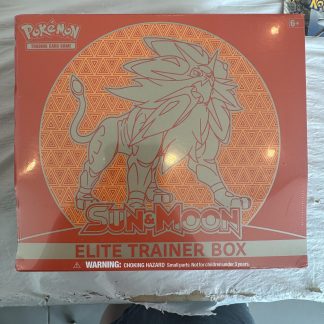 POKéMON
TRADING CARD GAME
6+
SUN & MOON
ELITE TRAINER BOX
WARNING: CHOKING HAZARD Small parts. Not for children under 3 years.